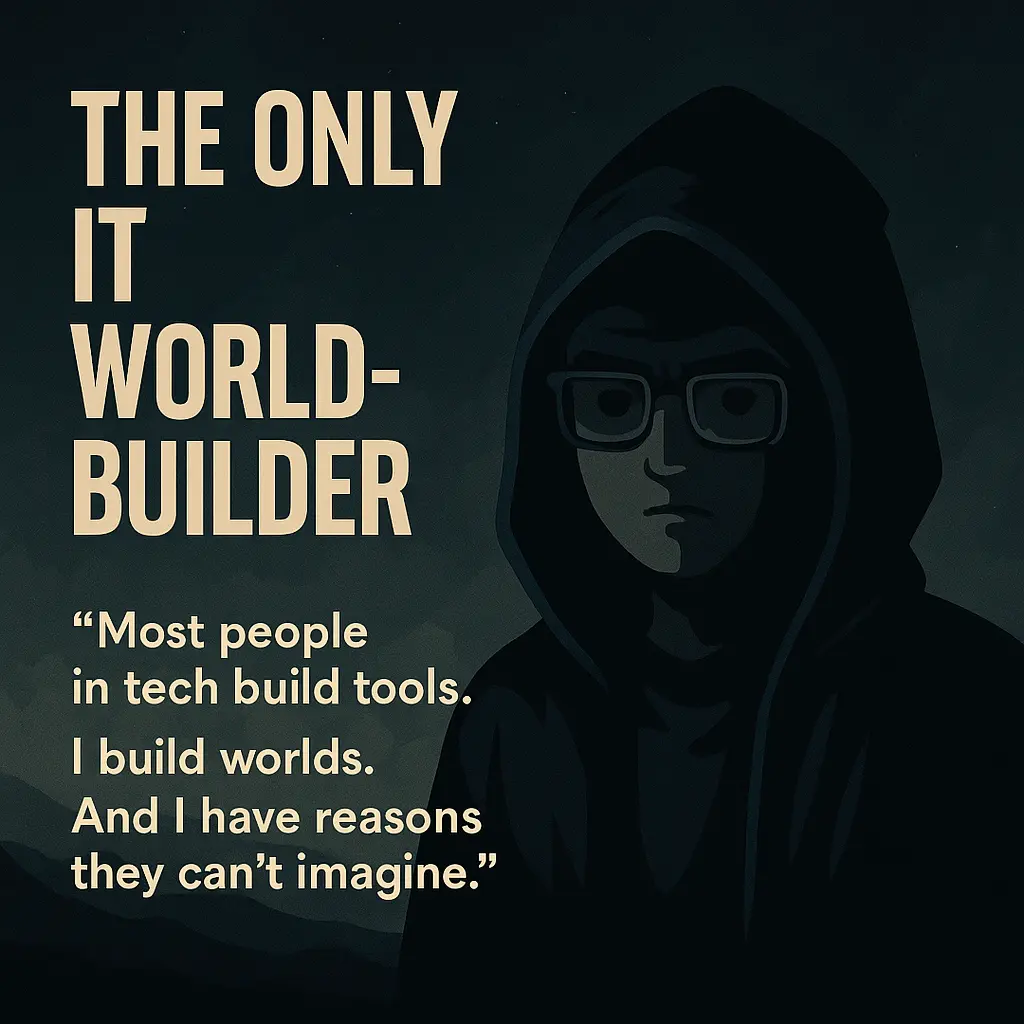 THE ONLY
IT
WORLD-
BUILDER
“Most people
in tech build tools.
I build worlds.
And I have reasons
they can’t imagine.”